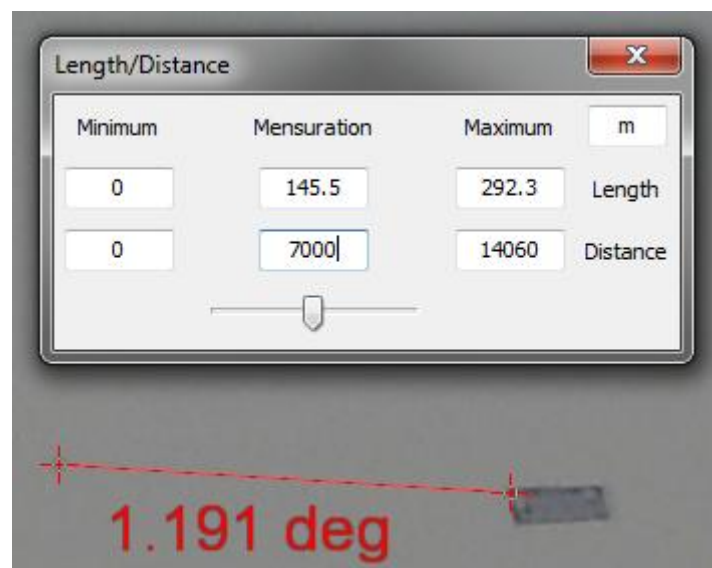 Length/Distance
Minimum Mensuration Maximum m
0 145.5 292.3 Length
0 7000 14060 Distance
1.191 deg